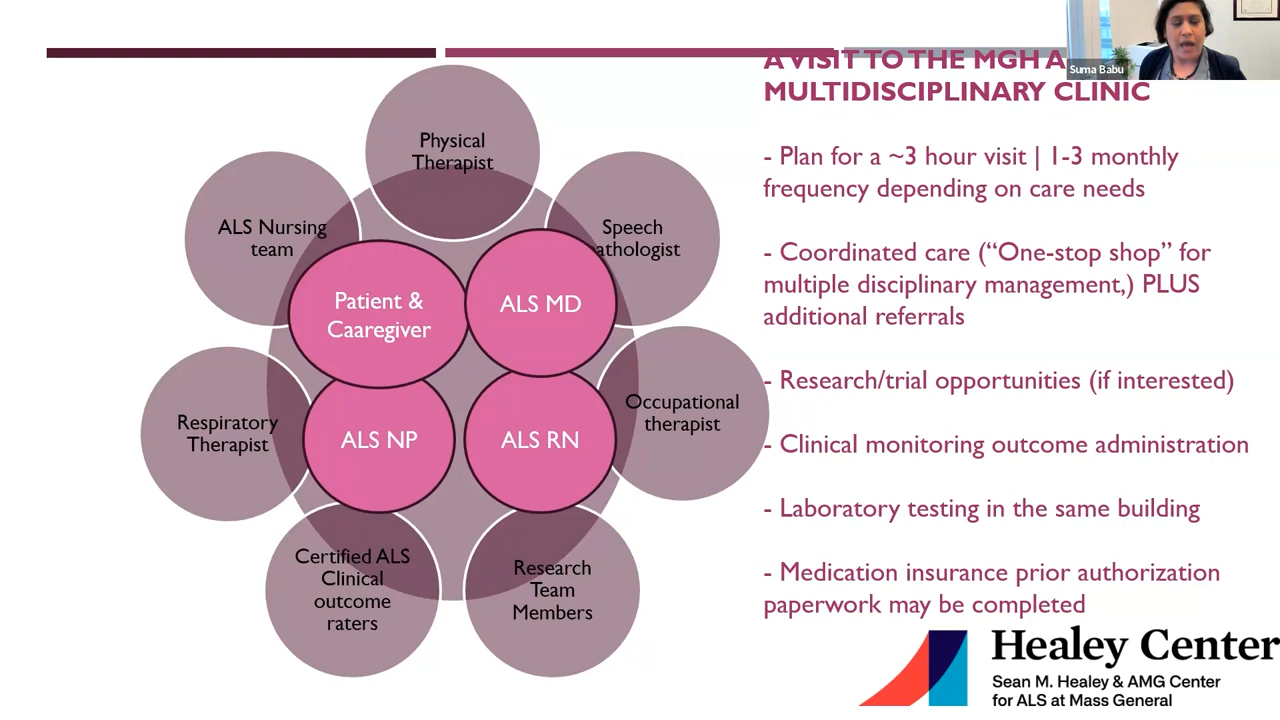 A VISIT TO THE MGH A
MULTIDISCIPLINARY CLINIC
Suma Babu
- Plan for a ~3 hour visit | 1-3 monthly
frequency depending on care needs
- Coordinated care (“One-stop shop” for
multiple disciplinary management,) PLUS
additional referrals
- Research/trial opportunities (if interested)
- Clinical monitoring outcome administration
- Laboratory testing in the same building
- Medication insurance prior authorization
paperwork may be completed
Physical
Therapist
ALS Nursing
team
Speech
athologist
Patient &
Caaregiver
ALS MD
Respiratory
Therapist
ALS NP
ALS RN
Occupational
therapist
Certified ALS
Clinical
outcome
raters
Research
Team
Members
Healey Center
Sean M. Healey & AMG Center
for ALS at Mass General